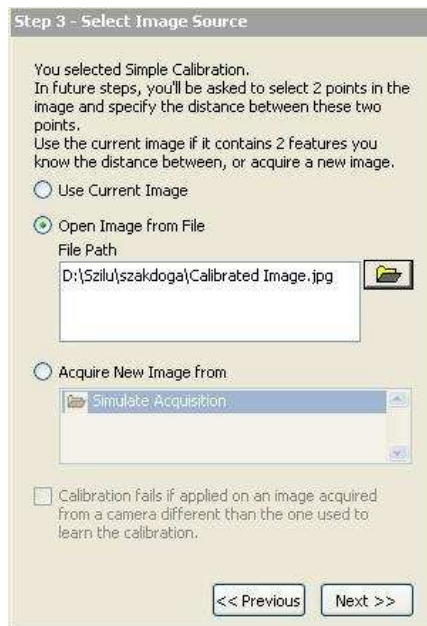 Step 3 - Select Image Source
You selected Simple Calibration.
In future steps, you'll be asked to select 2 points in the
image and specify the distance between these two
points.
Use the current image if it contains 2 features you
know the distance between, or acquire a new image.
Use Current Image
Open Image from File
File Path
D:\Szilu\szakdoga\Calibrated Image.jpg
Acquire New Image from
Simulate Acquisition
Calibration fails if applied on an image acquired
from a camera different than the one used to
learn the calibration.
<< Previous
Next >>